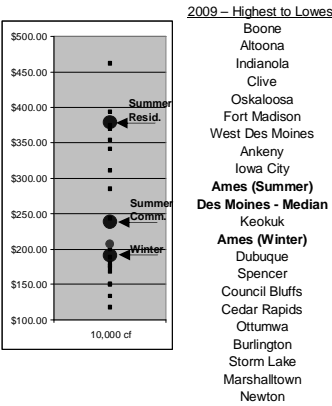 2009 – Highest to Lowest
$500.00
$450.00
$400.00
$350.00
$300.00
$250.00
$200.00
$150.00
$100.00
Summer
Resid.
Summer
Comm.
Winter
10,000 cf
Boone
Altoona
Indianola
Clive
Oskaloosa
Fort Madison
West Des Moines
Ankeny
Iowa City
Ames (Summer)
Des Moines - Median
Keokuk
Ames (Winter)
Dubuque
Spencer
Council Bluffs
Cedar Rapids
Ottumwa
Burlington
Storm Lake
Marshalltown
Newton